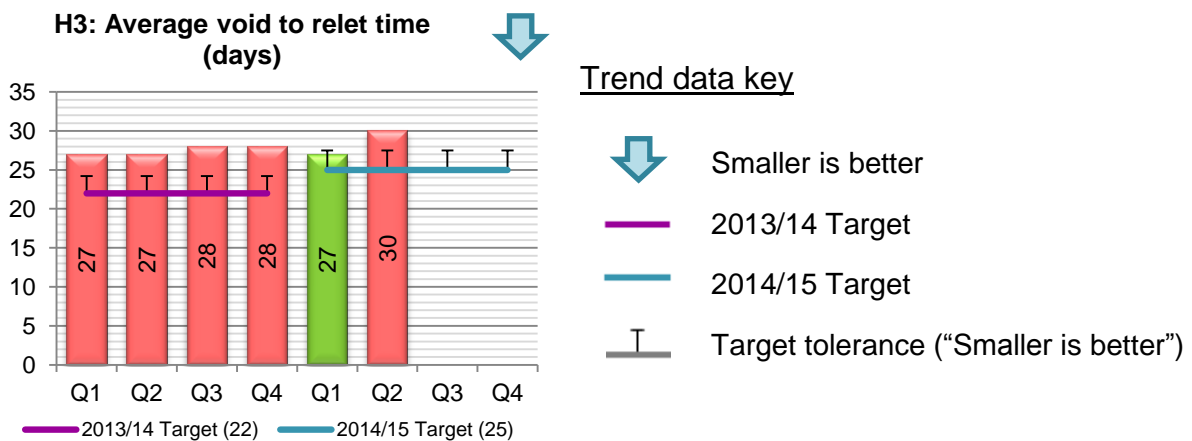 H3: Average void to relet time
(days)
35
30
25
20
15
10
5
0
27
27
28
28
27
30
Q1 Q2 Q3 Q4 Q1 Q2 Q3 Q4
2013/14 Target (22) 2014/15 Target (25)
Trend data key
Smaller is better
2013/14 Target
2014/15 Target
Target tolerance (“Smaller is better”)